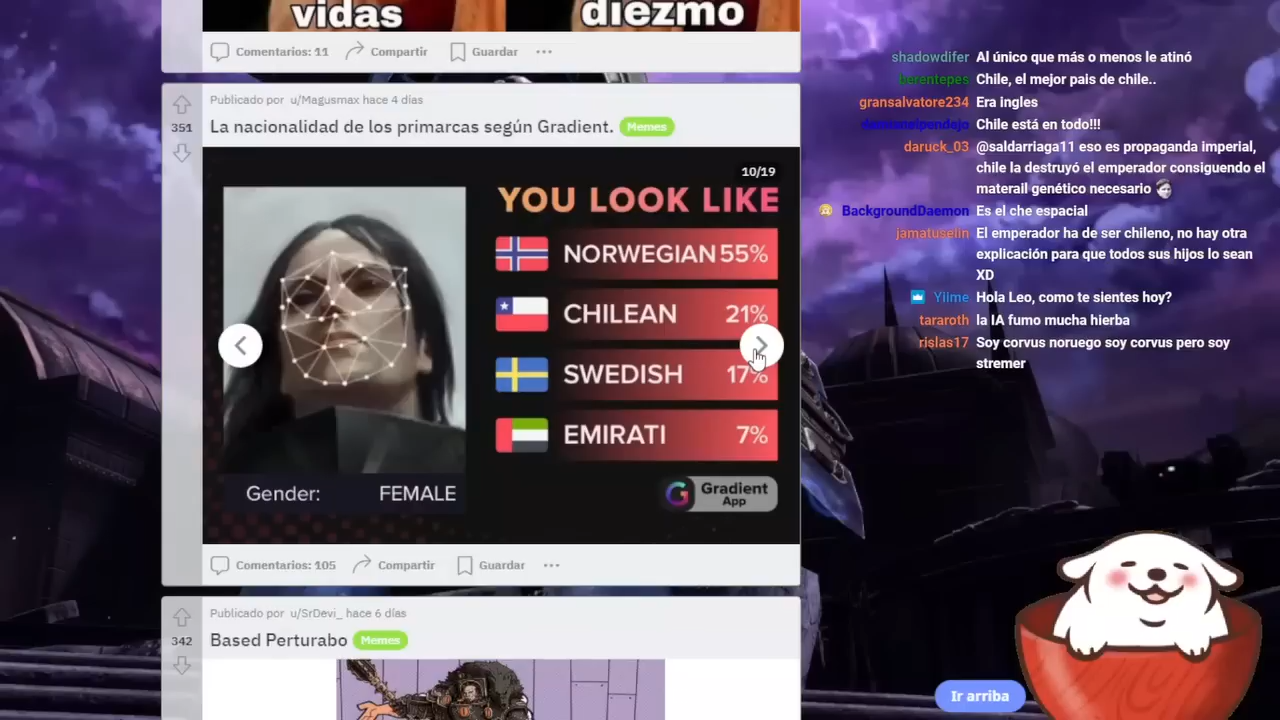 vidas
diezmo
Comentarios: 11
Compartir
Guardar
Publicado por u/Magusmax hace 4 días
351
La nacionalidad de los primarcas según Gradient.
Memes
10/19
YOU LOOK LIKE
NORWEGIAN 55%
CHILEAN 21%
SWEDISH 17%
EMIRATI 7%
Gender: FEMALE
Gradient
App
Comentarios: 105
Compartir
Guardar
Publicado por u/SrDevi_ hace 6 días
342
Based Perturabo
Memes
shadowdifer Al único que más o menos le atinó
berentepes Chile, el mejor pais de chile..
gransalvatore234 Era ingles
Chile está en todo!!!
daruck_03 @saldarriaga11 eso es propaganda imperial,
chile la destruyó el emperador consiguendo el
materail genético necesario
BackgroundDaemon Es el che espacial
jamatuselin El emperador ha de ser chileno, no hay otra
explicación para que todos sus hijos lo sean
XD
Yiime Hola Leo, como te sientes hoy?
tararoth la IA fumo mucha hierba
rislas17 Soy corvus noruego soy corvus pero soy
stremer
Ir arriba